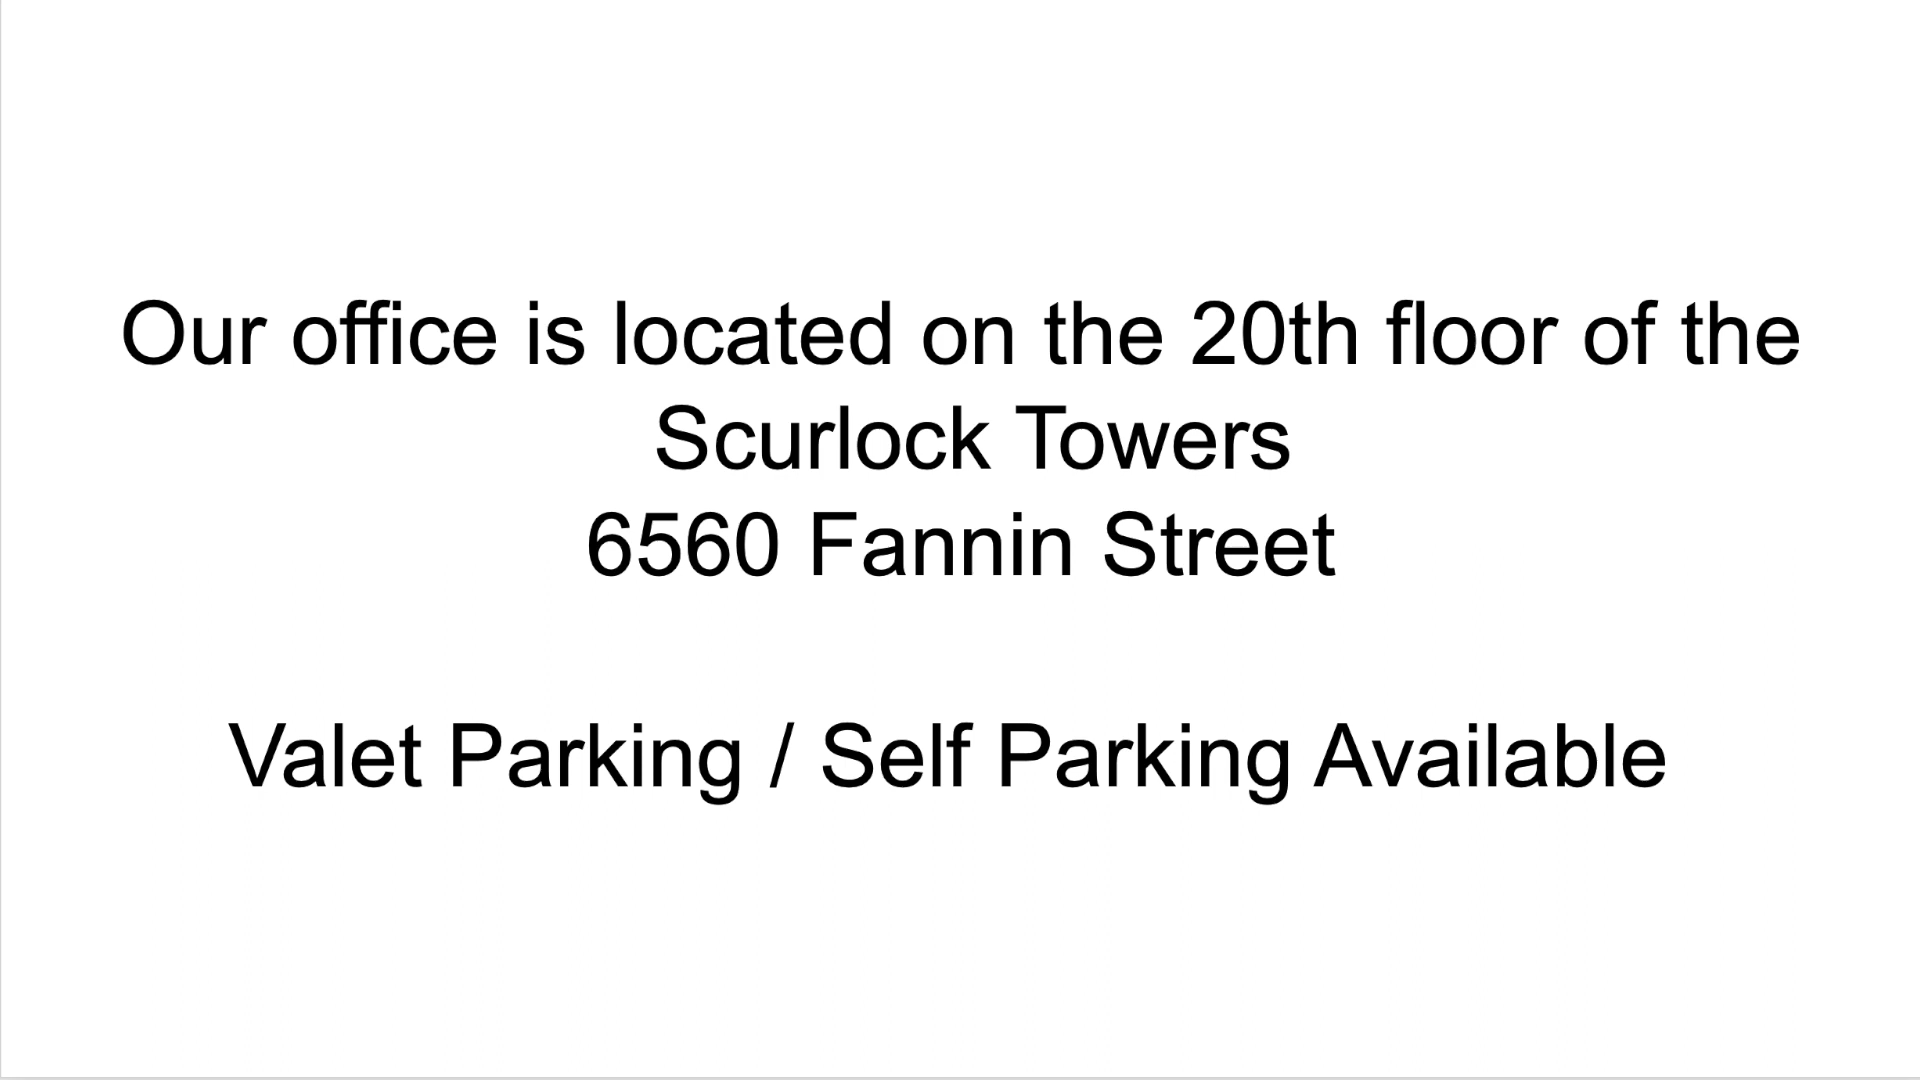 Our office is located on the 20th floor of the
Scurlock Towers
6560 Fannin Street
Valet Parking / Self Parking Available